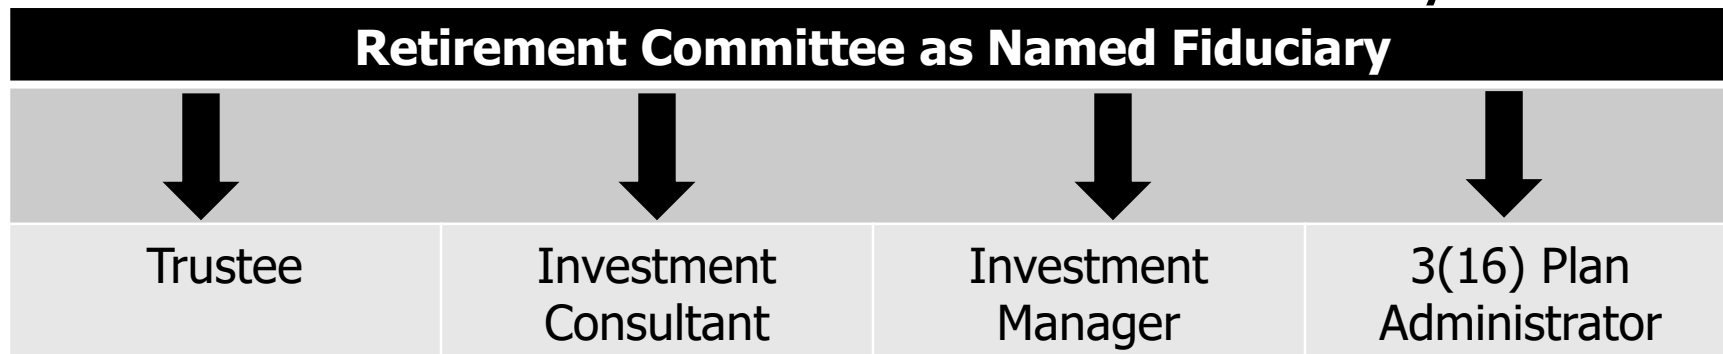 Retirement Committee as Named Fiduciary
Trustee
Investment
Consultant
Investment
Manager
3(16) Plan
Administrator